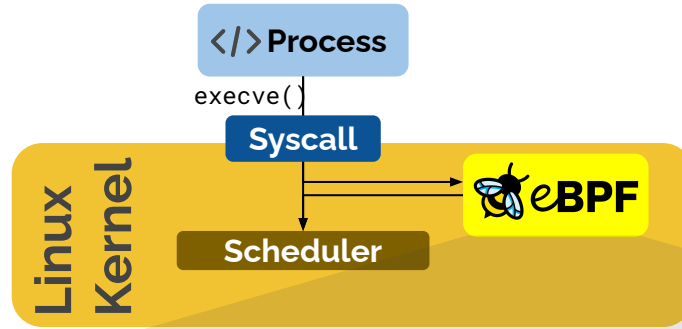 </> Process
execve()
Syscall
eBPF
Scheduler
Linux
Kernel